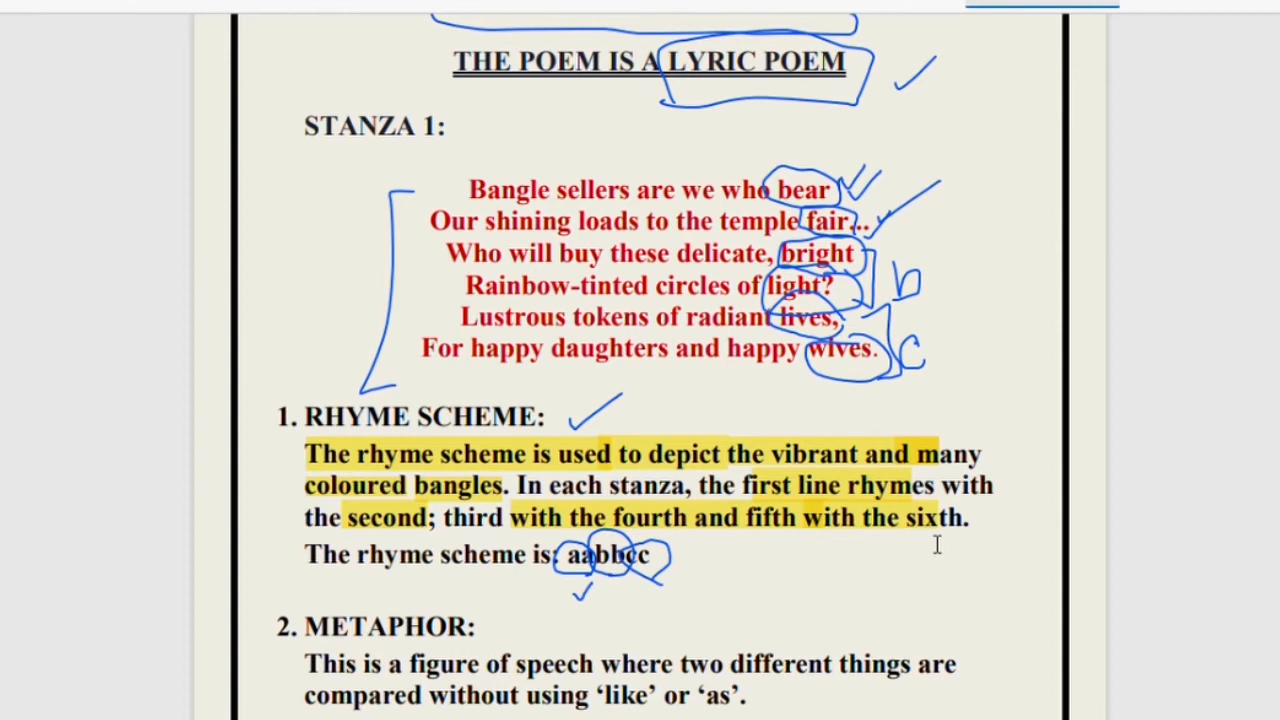 THE POEM IS A LYRIC POEM
STANZA 1:
Bangle sellers are we who bear
Our shining loads to the temple fair...
Who will buy these delicate, bright
b
Rainbow-tinted circles of light?
Lustrous tokens of radiant lives,
For happy daughters and happy wives.
c
1. RHYME SCHEME:
The rhyme scheme is used to depict the vibrant and many
coloured bangles. In each stanza, the first line rhymes with
the second; third with the fourth and fifth with the sixth.
The rhyme scheme is: aabbcc
2. METAPHOR:
This is a figure of speech where two different things are
compared without using ‘like’ or ‘as’.